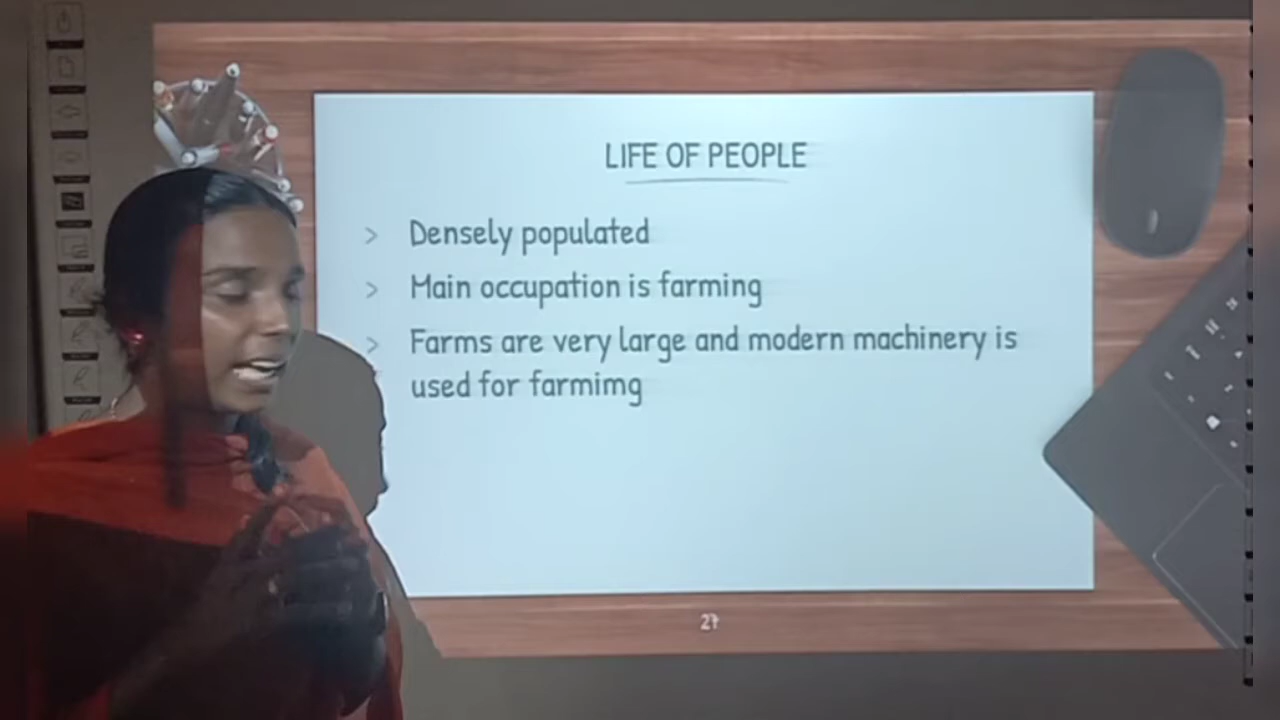 LIFE OF PEOPLE
> Densely populated
> Main occupation is farming
> Farms are very large and modern machinery is
used for farmimg
27